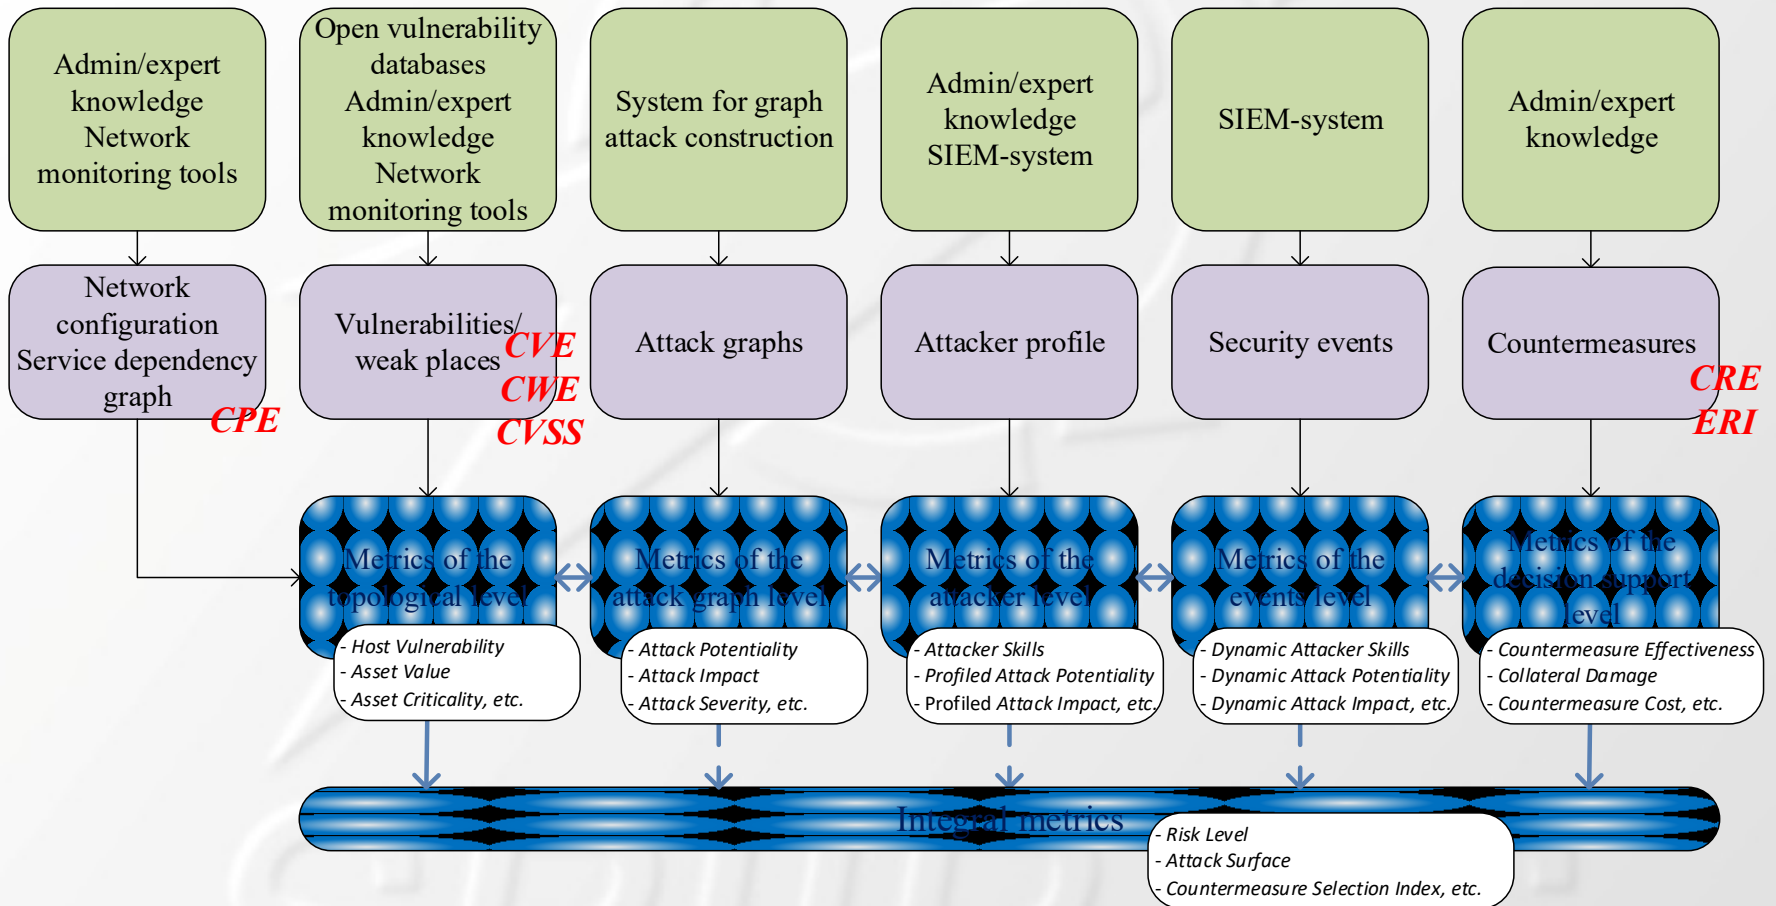 Admin/expert
knowledge
Network
monitoring tools
Open vulnerability
databases
Admin/expert
knowledge
Network
monitoring tools
System for graph
attack construction
Admin/expert
knowledge
SIEM-system
SIEM-system
Admin/expert
knowledge
Network
configuration
Service dependency
graph
CPE
Vulnerabilities/
weak places
CVE
CWE
CVSS
Attack graphs
Attacker profile
Security events
Countermeasures
CRE
ERI
Metrics of the
topological level
Metrics of the
attack graph level
Metrics of the
attacker level
Metrics of the
events level
Metrics of the
decision support
level
- Host Vulnerability
- Asset Value
- Asset Criticality, etc.
- Attack Potentiality
- Attack Impact
- Attack Severity, etc.
- Attacker Skills
- Profiled Attack Potentiality
- Profiled Attack Impact, etc.
- Dynamic Attacker Skills
- Dynamic Attack Potentiality
- Dynamic Attack Impact, etc.
- Countermeasure Effectiveness
- Collateral Damage
- Countermeasure Cost, etc.
Integral metrics
- Risk Level
- Attack Surface
- Countermeasure Selection Index, etc.